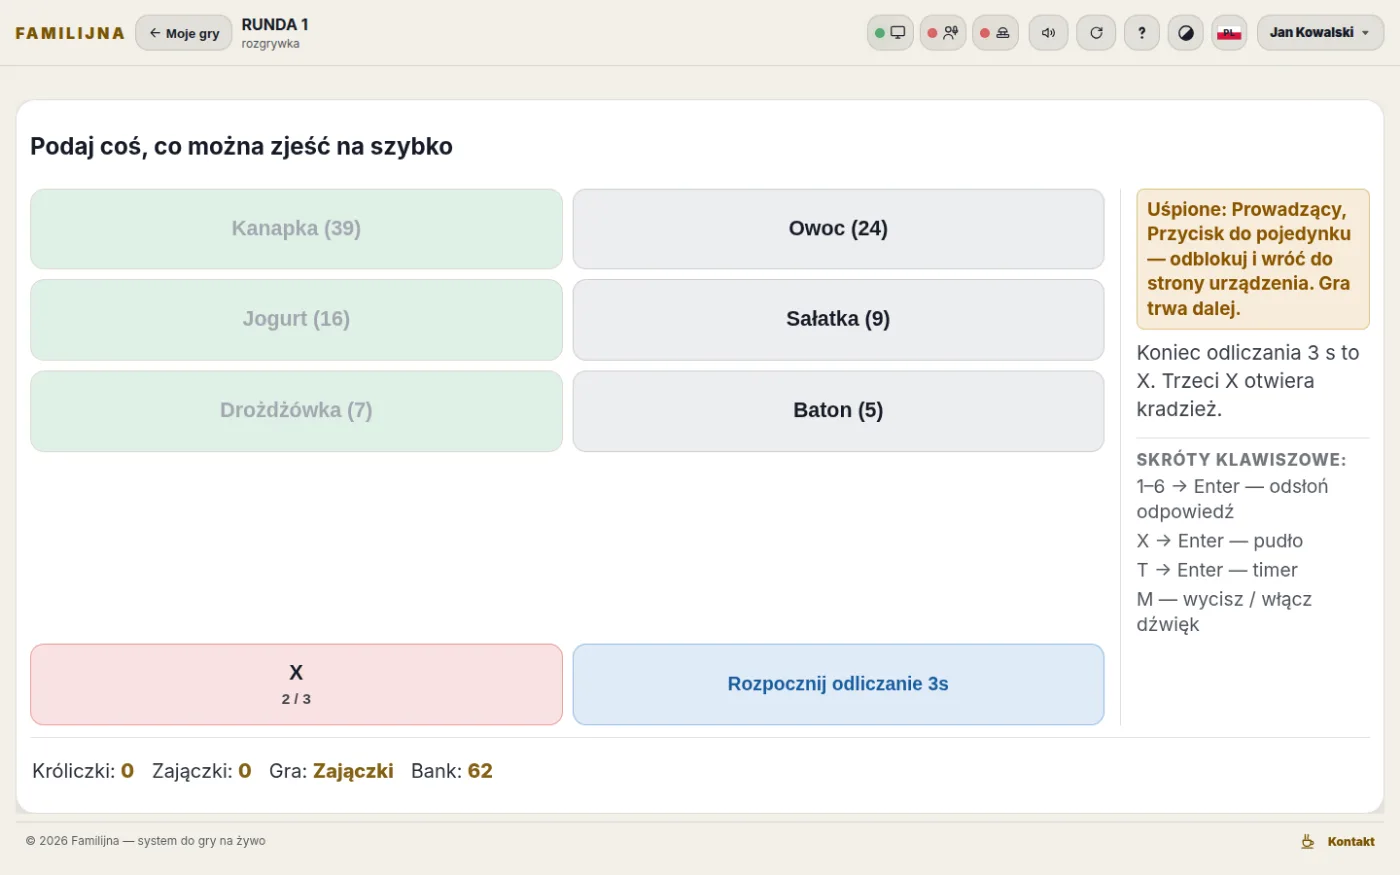 FAMILIJNA
← Moje gry
RUNDA 1
rozgrywka
?
PL
Jan Kowalski
Podaj coś, co można zjeść na szybko
Kanapka (39)
Owoc (24)
Jogurt (16)
Sałatka (9)
Drożdżówka (7)
Baton (5)
X
2 / 3
Rozpocznij odliczanie 3s
Uśpione: Prowadzący,
Przycisk do pojedynku
— odblokuj i wróć do
strony urządzenia. Gra
trwa dalej.
Koniec odliczania 3 s to
X. Trzeci X otwiera
kradzież.
SKRÓTY KLAWISZOWE:
1–6 → Enter — odsłoń
odpowiedź
X → Enter — pudło
T → Enter — timer
M — wycisz / włącz
dźwięk
Króliczki: 0 Zajączki: 0 Gra: Zajączki Bank: 62
© 2026 Familijna — system do gry na żywo
Kontakt